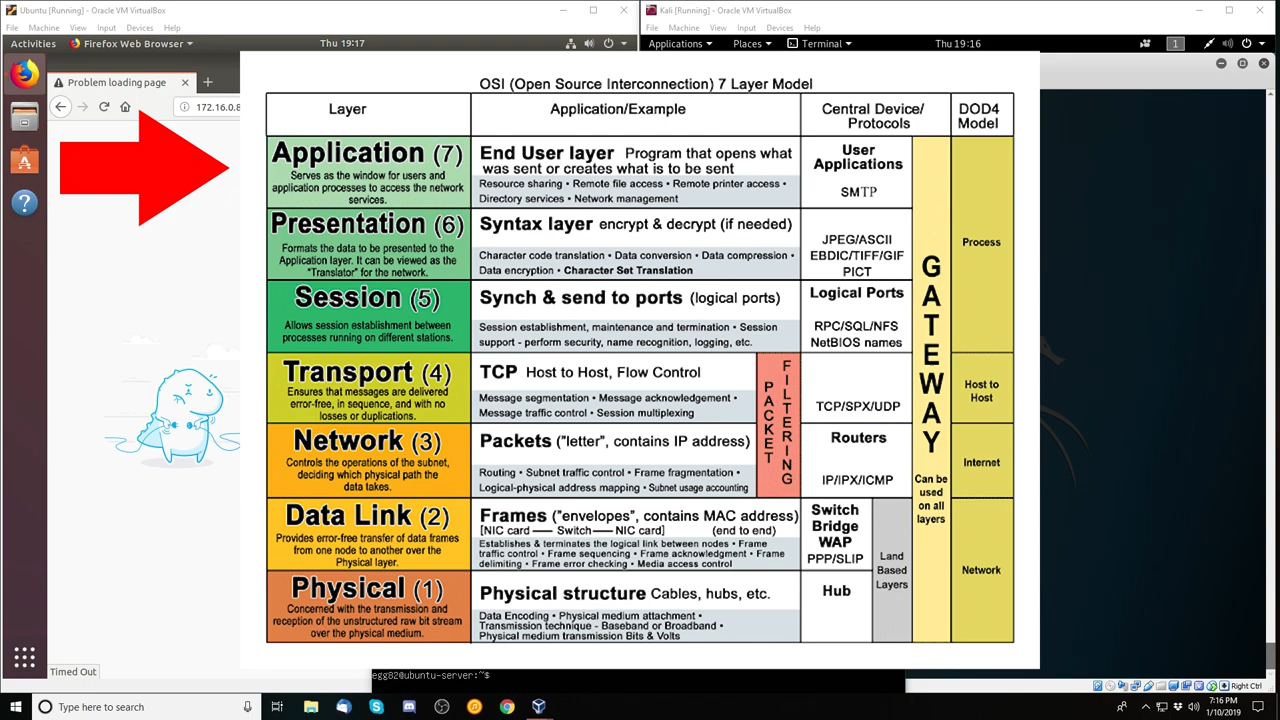 Ubuntu [Running] - Oracle VM VirtualBox
File Machine View Input Devices Help
Activities Firefox Web Browser Thu 19:17
Problem loading page
172.16.0.8
Timed Out
Kali [Running] - Oracle VM VirtualBox
File Machine View Input Devices Help
Applications Places Terminal Thu 19:16 1
OSI (Open Source Interconnection) 7 Layer Model
Layer
Application/Example
Central Device/
Protocols
DOD4
Model
Application (7)
Serves as the window for users and
application processes to access the network
services.
End User layer Program that opens what
was sent or creates what is to be sent
Resource sharing • Remote file access • Remote printer access •
Directory services • Network management
User
Applications
SMTP
Presentation (6)
Formats the data to be presented to the
Application layer. It can be viewed as the
"Translator" for the network.
Syntax layer encrypt & decrypt (if needed)
Character code translation • Data conversion • Data compression •
Data encryption • Character Set Translation
JPEG/ASCII
EBDIC/TIFF/GIF
PICT
Session (5)
Allows session establishment between
processes running on different stations.
Synch & send to ports (logical ports)
Session establishment, maintenance and termination • Session
support - perform security, name recognition, logging, etc.
Logical Ports
RPC/SQL/NFS
NetBIOS names
Process
Transport (4)
Ensures that messages are delivered
error-free, in sequence, and with no
losses or duplications.
TCP Host to Host, Flow Control
Message segmentation • Message acknowledgement •
Message traffic control • Session multiplexing
PACKET
FILTERING
TCP/SPX/UDP
Host to
Host
Network (3)
Controls the operations of the subnet,
deciding which physical path the
data takes.
Packets ("letter", contains IP address)
Routing • Subnet traffic control • Frame fragmentation •
Logical-physical address mapping • Subnet usage accounting
Routers
IP/IPX/ICMP
Internet
GATEWAY
Can be
used
on all
layers
Data Link (2)
Provides error-free transfer of data frames
from one node to another over the
Physical layer.
Frames ("envelopes", contains MAC address)
[NIC card — Switch — NIC card] (end to end)
Establishes & terminates the logical link between nodes • Frame
traffic control • Frame sequencing • Frame acknowledgment • Frame
delimiting • Frame error checking • Media access control
Switch
Bridge
WAP
PPP/SLIP
Land
Based
Layers
Network
Physical (1)
Concerned with the transmission and
reception of the unstructured raw bit stream
over the physical medium.
Physical structure Cables, hubs, etc.
Data Encoding • Physical medium attachment •
Transmission technique - Baseband or Broadband •
Physical medium transmission Bits & Volts
Hub
egg82@ubuntu-server:~$
Right Ctrl
Type here to search
7:16 PM
1/10/2019